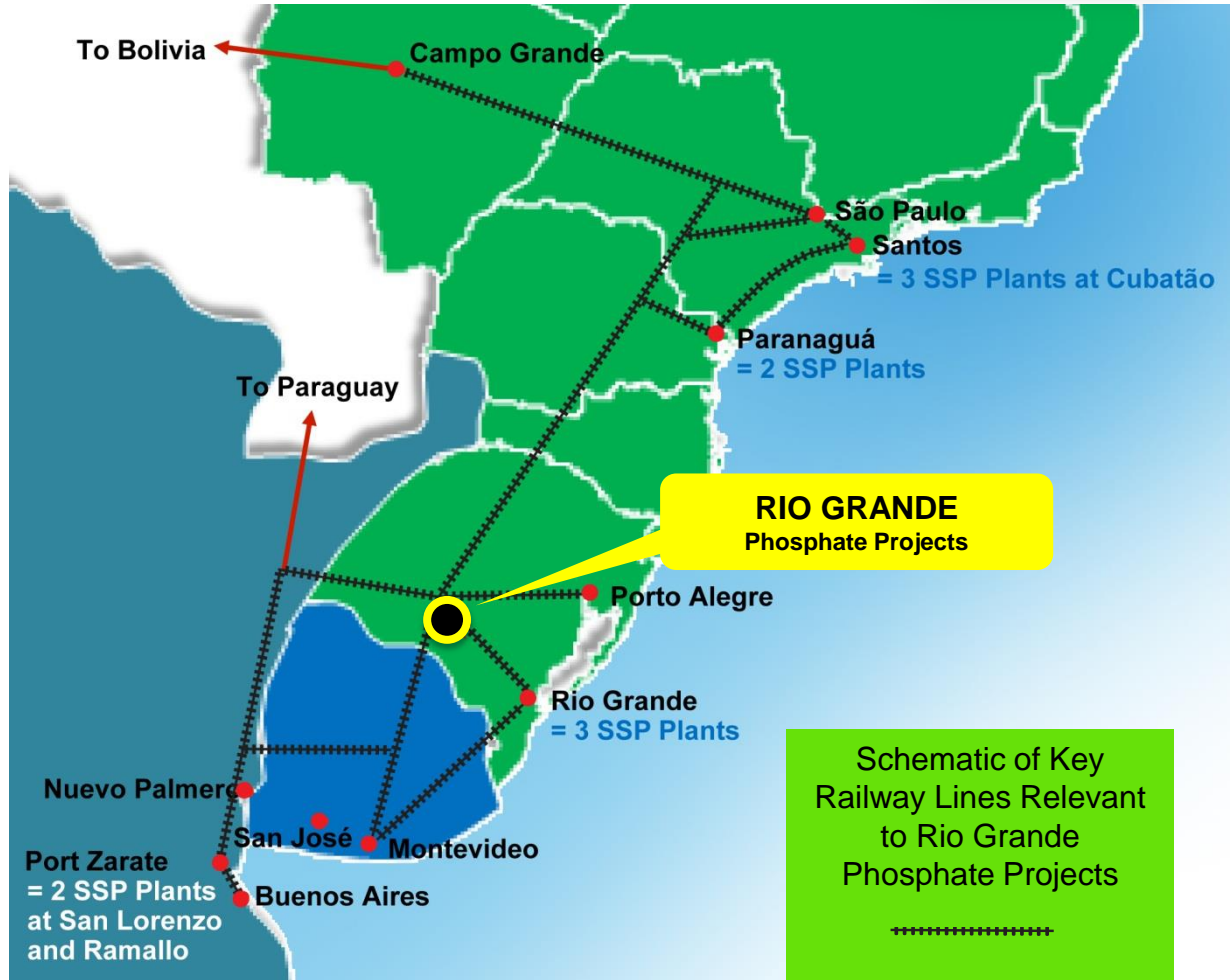 To Bolivia
Campo Grande
São Paulo
Santos
= 3 SSP Plants at Cubatão
Paranaguá
= 2 SSP Plants
To Paraguay
RIO GRANDE
Phosphate Projects
Porto Alegre
Rio Grande
= 3 SSP Plants
Nuevo Palmero
San José
Montevideo
Port Zarate
= 2 SSP Plants
at San Lorenzo
and Ramallo
Buenos Aires
Schematic of Key
Railway Lines Relevant
to Rio Grande
Phosphate Projects